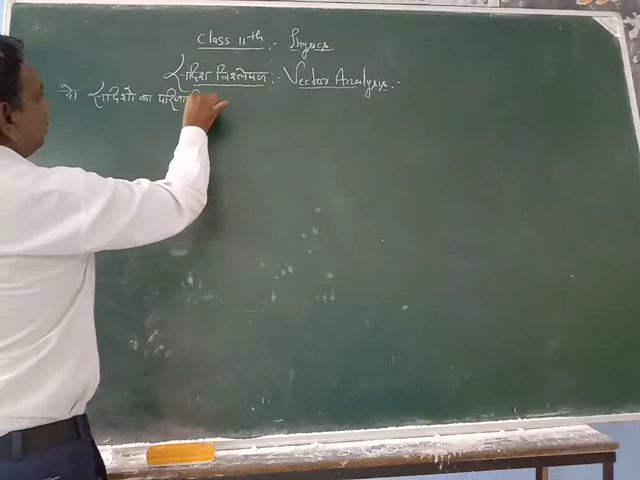 Class 11th :- Physics
सदिश विश्लेषण :- Vector Analysis :-
दो सदिशों का